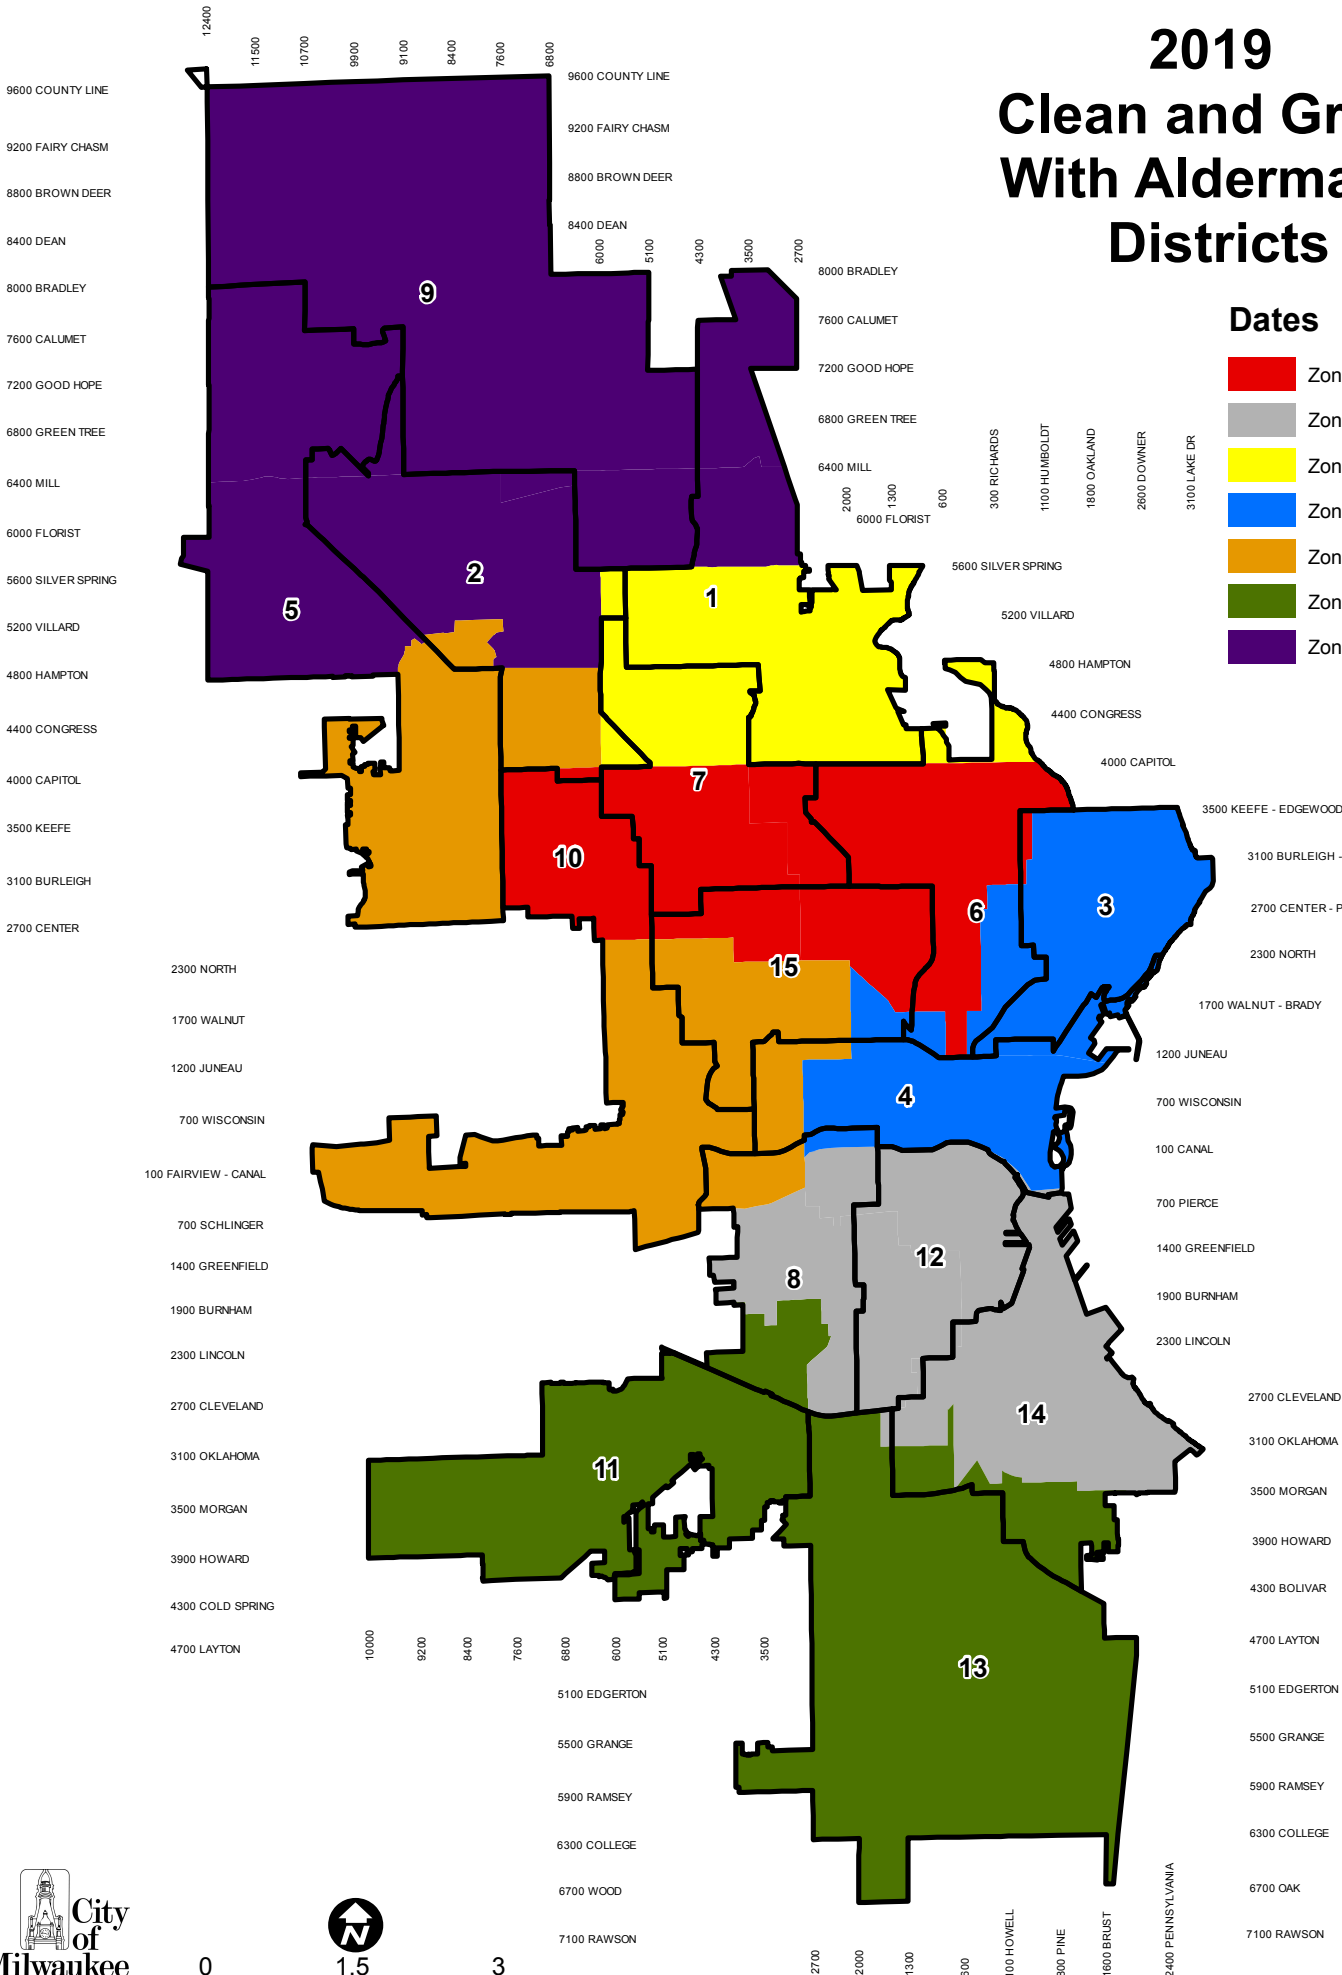 2019
Clean and Gr
With Alderma
Districts
Dates
Zon
Zon
Zon
Zon
Zon
Zon
Zon
12400
11500
10700
9900
9100
8400
7600
6800
9600 COUNTY LINE
9200 FAIRY CHASM
8800 BROWN DEER
8400 DEAN
8000 BRADLEY
7600 CALUMET
7200 GOOD HOPE
6800 GREEN TREE
6400 MILL
6000 FLORIST
5600 SILVER SPRING
5200 VILLARD
4800 HAMPTON
4400 CONGRESS
4000 CAPITOL
3500 KEEFE
3100 BURLEIGH
2700 CENTER
2300 NORTH
1700 WALNUT
1200 JUNEAU
700 WISCONSIN
100 FAIRVIEW - CANAL
700 SCHLINGER
1400 GREENFIELD
1900 BURNHAM
2300 LINCOLN
2700 CLEVELAND
3100 OKLAHOMA
3500 MORGAN
3900 HOWARD
4300 COLD SPRING
4700 LAYTON
9600 COUNTY LINE
9200 FAIRY CHASM
8800 BROWN DEER
8400 DEAN
6000
5100
4300
3500
2700
8000 BRADLEY
7600 CALUMET
7200 GOOD HOPE
6800 GREEN TREE
6400 MILL
6000 FLORIST
2000
1300
600
300 RICHARDS
1100 HUMBOLDT
1800 OAKLAND
2600 DOWNER
3100 LAKE DR
5600 SILVER SPRING
5200 VILLARD
4800 HAMPTON
4400 CONGRESS
4000 CAPITOL
3500 KEEFE - EDGEWOOD
3100 BURLEIGH -
2700 CENTER - P
2300 NORTH
1700 WALNUT - BRADY
1200 JUNEAU
700 WISCONSIN
100 CANAL
700 PIERCE
1400 GREENFIELD
1900 BURNHAM
2300 LINCOLN
2700 CLEVELAND
3100 OKLAHOMA
3500 MORGAN
3900 HOWARD
4300 BOLIVAR
4700 LAYTON
5100 EDGERTON
5500 GRANGE
5900 RAMSEY
6300 COLLEGE
6700 OAK
7100 RAWSON
9
2
5
1
7
10
6
3
15
4
12
8
14
11
13
10000
9200
8400
7600
6800
6000
5100
4300
3500
5100 EDGERTON
5500 GRANGE
5900 RAMSEY
6300 COLLEGE
6700 WOOD
7100 RAWSON
2700
2000
1300
600
100 HOWELL
800 PINE
1600 BRUST
2400 PENNSYLVANIA
City
of
Milwaukee
N
0 1.5 3